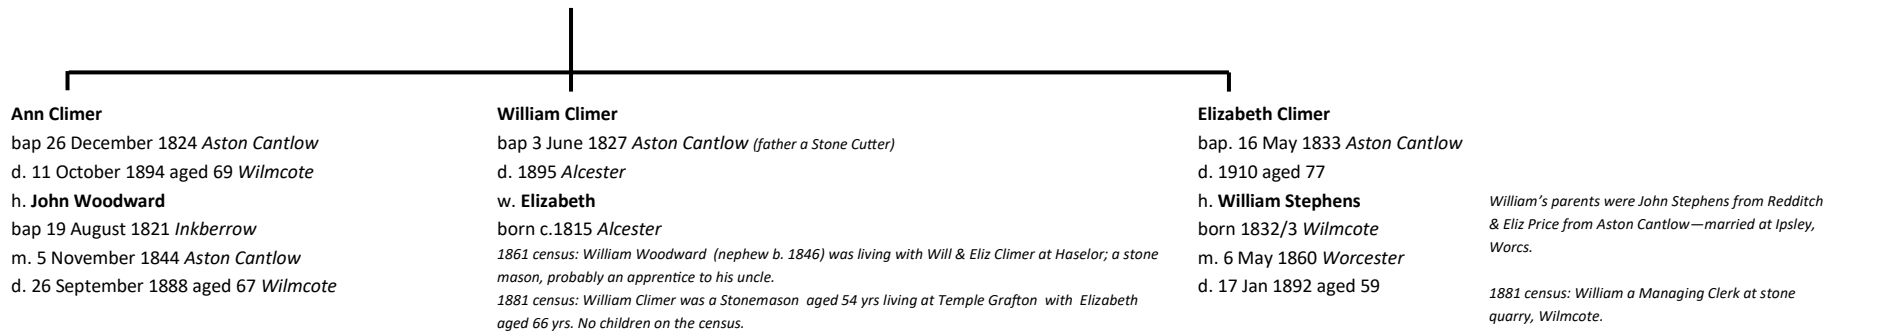 Ann Climer
bap 26 December 1824 Aston Cantlow
d. 11 October 1894 aged 69 Wilmcote
h. John Woodward
bap 19 August 1821 Inkberrow
m. 5 November 1844 Aston Cantlow
d. 26 September 1888 aged 67 Wilmcote
William Climer
bap 3 June 1827 Aston Cantlow (father a Stone Cutter)
d. 1895 Alcester
w. Elizabeth
born c.1815 Alcester
1861 census: William Woodward (nephew b. 1846) was living with Will & Eliz Climer at Haselor; a stone
mason, probably an apprentice to his uncle.
1881 census: William Climer was a Stonemason aged 54 yrs living at Temple Grafton with Elizabeth
aged 66 yrs. No children on the census.
Elizabeth Climer
bap. 16 May 1833 Aston Cantlow
d. 1910 aged 77
h. William Stephens
born 1832/3 Wilmcote
m. 6 May 1860 Worcester
d. 17 Jan 1892 aged 59
William’s parents were John Stephens from Redditch
& Eliz Price from Aston Cantlow—married at Ipsley,
Worcs.
1881 census: William a Managing Clerk at stone
quarry, Wilmcote.